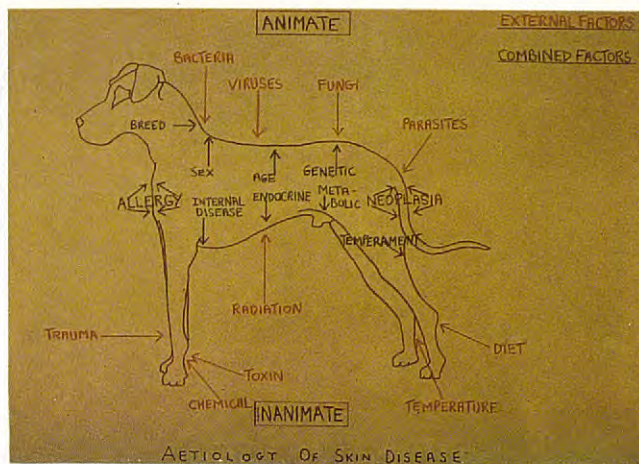 ANIMATE
EXTERNAL FACTORS
COMBINED FACTORS
BACTERIA
VIRUSES
FUNGI
PARASITES
BREED
SEX
AGE
GENETIC
ALLERGY
INTERNAL
DISEASE
ENDOCRINE
META-
BOLIC
NEOPLASIA
TEMPERAMENT
RADIATION
TRAUMA
DIET
TOXIN
CHEMICAL
TEMPERATURE
INANIMATE
AETIOLOGY OF SKIN DISEASE